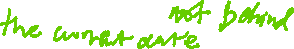 the current date not behind